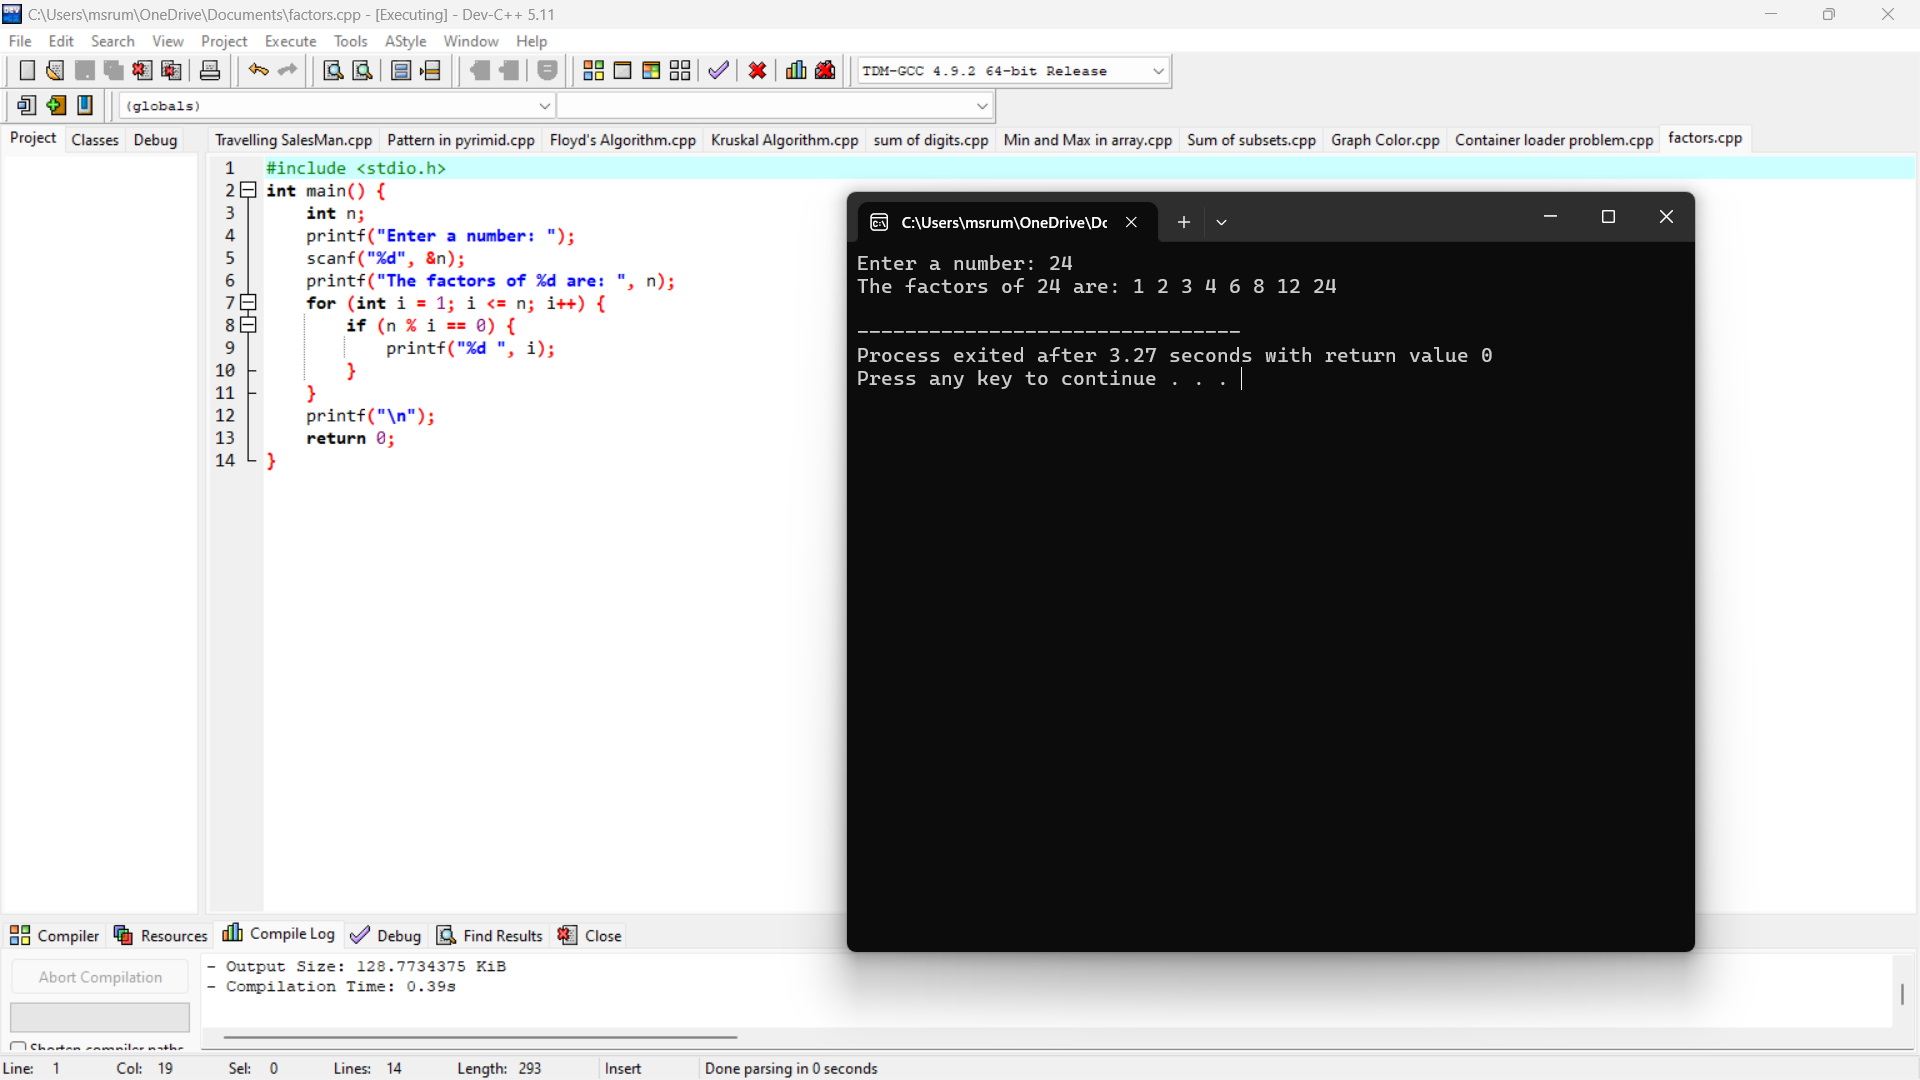 C:\Users\msrum\OneDrive\Documents\factors.cpp - [Executing] - Dev-C++ 5.11
File Edit Search View Project Execute Tools AStyle Window Help
TDM-GCC 4.9.2 64-bit Release
(globals)
Project Classes Debug
Travelling SalesMan.cpp Pattern in pyrimid.cpp Floyd's Algorithm.cpp Kruskal Algorithm.cpp sum of digits.cpp Min and Max in array.cpp Sum of subsets.cpp Graph Color.cpp Container loader problem.cpp factors.cpp
1 #include <stdio.h>
2 int main() {
3 int n;
4 printf("Enter a number: ");
5 scanf("%d", &n);
6 printf("The factors of %d are: ", n);
7 for (int i = 1; i <= n; i++) {
8 if (n % i == 0) {
9 printf("%d ", i);
10 }
11 }
12 printf("\n");
13 return 0;
14 }
C:\Users\msrum\OneDrive\Dc
Enter a number: 24
The factors of 24 are: 1 2 3 4 6 8 12 24
--------------------------------
Process exited after 3.27 seconds with return value 0
Press any key to continue . . .
Compiler Resources Compile Log Debug Find Results Close
Abort Compilation
Shorten compiler paths
- Output Size: 128.7734375 KiB
- Compilation Time: 0.39s
Line: 1 Col: 19 Sel: 0 Lines: 14 Length: 293 Insert Done parsing in 0 seconds